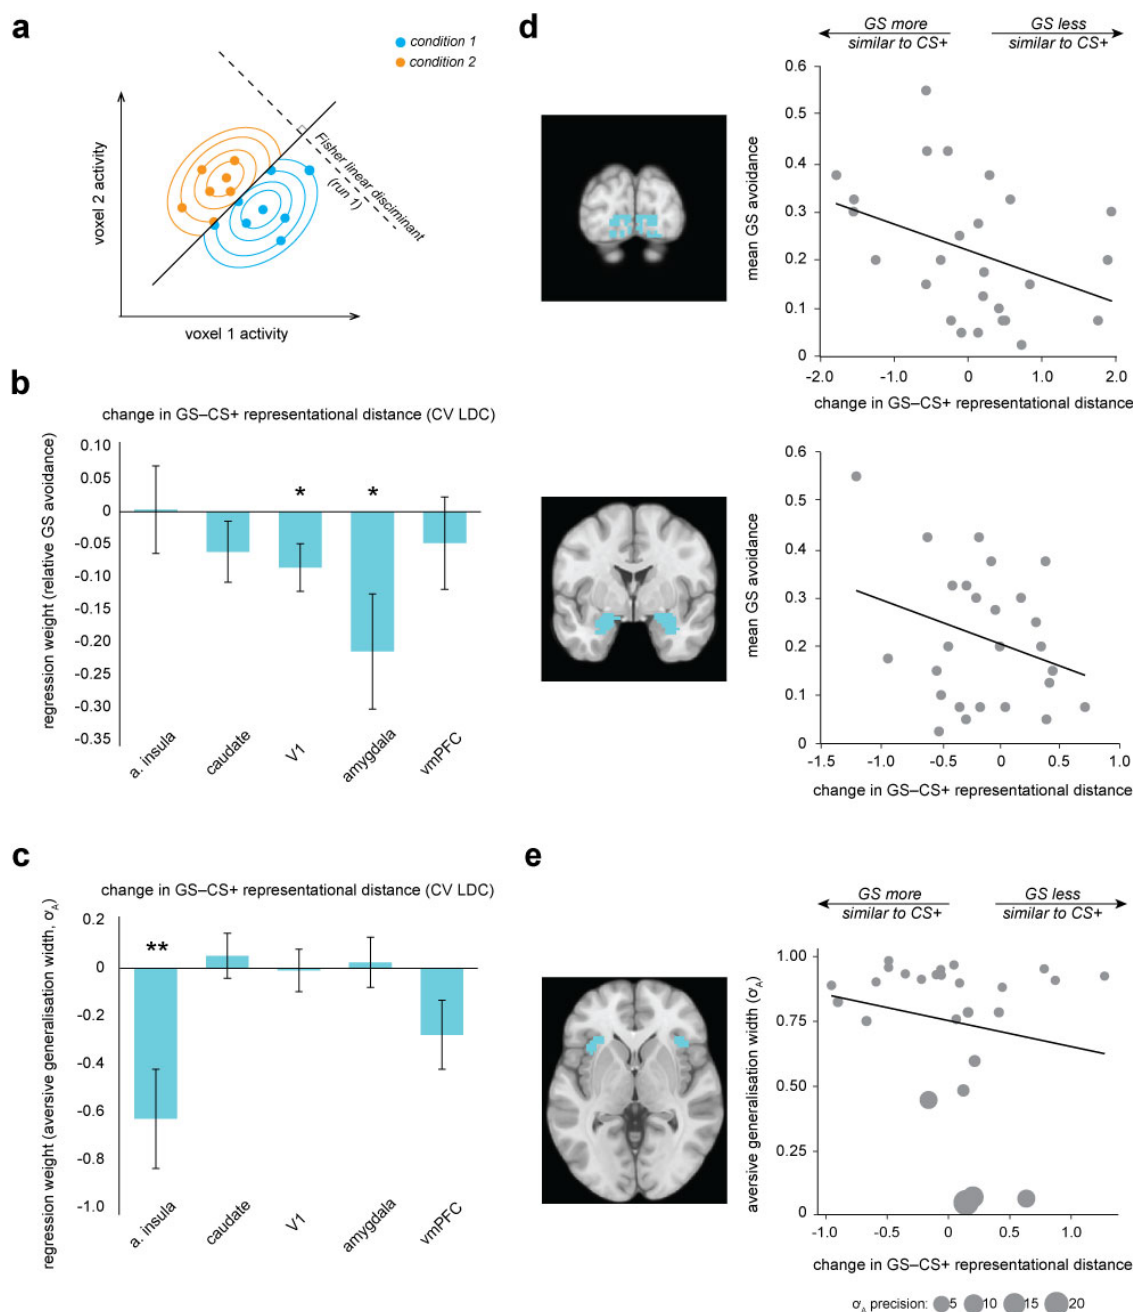 a
condition 1
condition 2
voxel 2 activity
voxel 1 activity
Fisher linear disciminant
(run 1)
b
change in GS–CS+ representational distance (CV LDC)
regression weight (relative GS avoidance)
0.10
0.05
0
-0.05
-0.10
-0.15
-0.20
-0.25
-0.30
-0.35
*
*
a. insula
caudate
V1
amygdala
vmPFC
c
change in GS–CS+ representational distance (CV LDC)
regression weight (aversive generalisation width, σ'A)
0.2
0
-0.2
-0.4
-0.6
-0.8
-1.0
**
a. insula
caudate
V1
amygdala
vmPFC
d
GS more
similar to CS+
GS less
similar to CS+
mean GS avoidance
0.6
0.5
0.4
0.3
0.2
0.1
0
-2.0
-1.0
0
1.0
2.0
change in GS–CS+ representational distance
mean GS avoidance
0.6
0.5
0.4
0.3
0.2
0.1
0
-1.5
-1.0
-0.5
0
0.5
1.0
change in GS–CS+ representational distance
e
GS more
similar to CS+
GS less
similar to CS+
aversive generalisation width (σ'A)
1.00
0.75
0.50
0.25
0
-1.0
-0.5
0
0.5
1.0
change in GS–CS+ representational distance
σ'A precision: 5 10 15 20